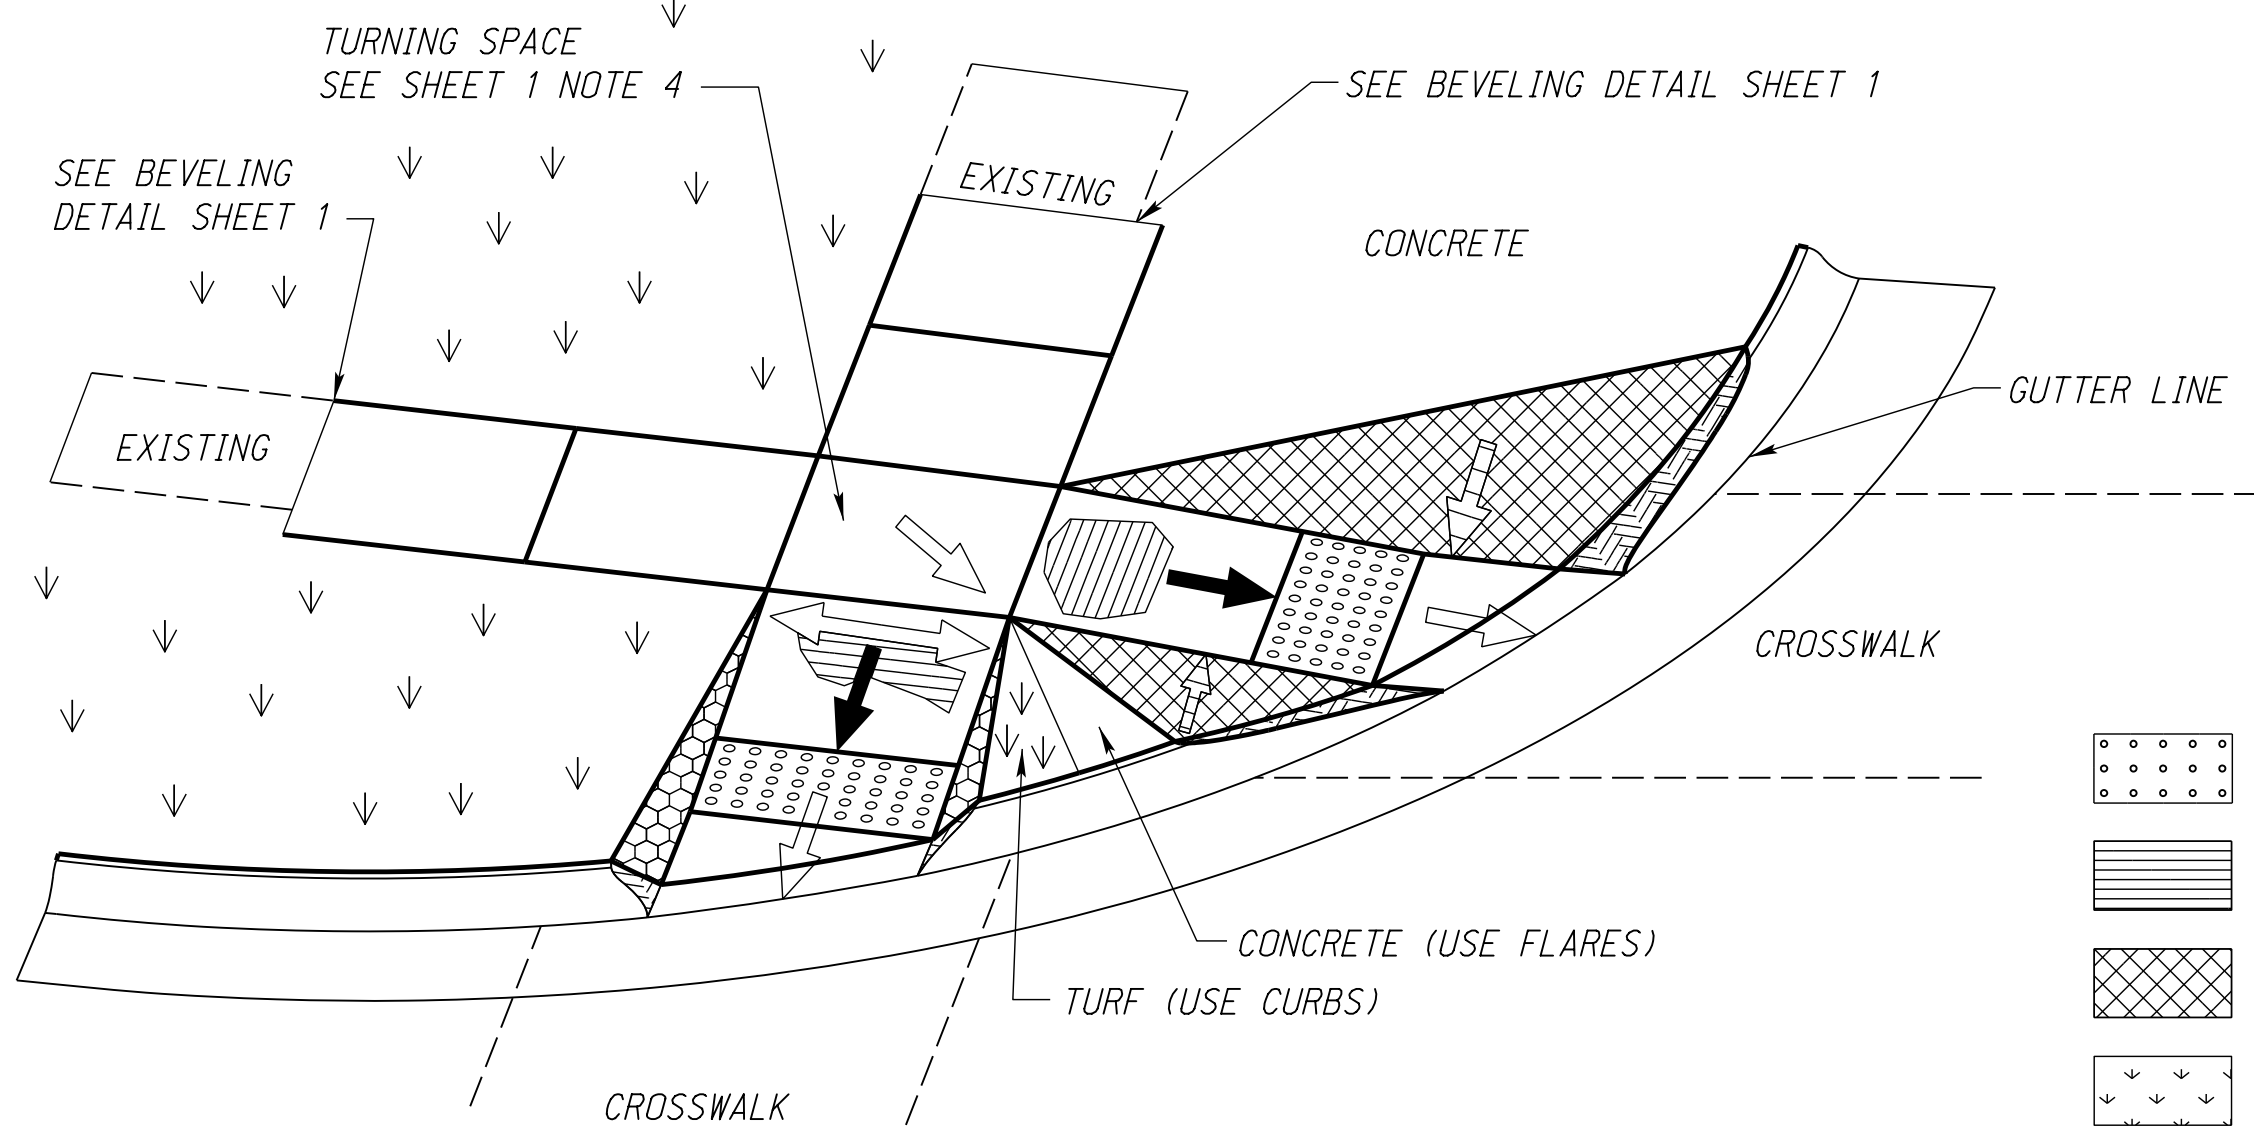 TURNING SPACE
SEE SHEET 1 NOTE 4
SEE BEVELING DETAIL SHEET 1
SEE BEVELING
DETAIL SHEET 1
EXISTING
CONCRETE
GUTTER LINE
EXISTING
CROSSWALK
CONCRETE (USE FLARES)
TURF (USE CURBS)
CROSSWALK